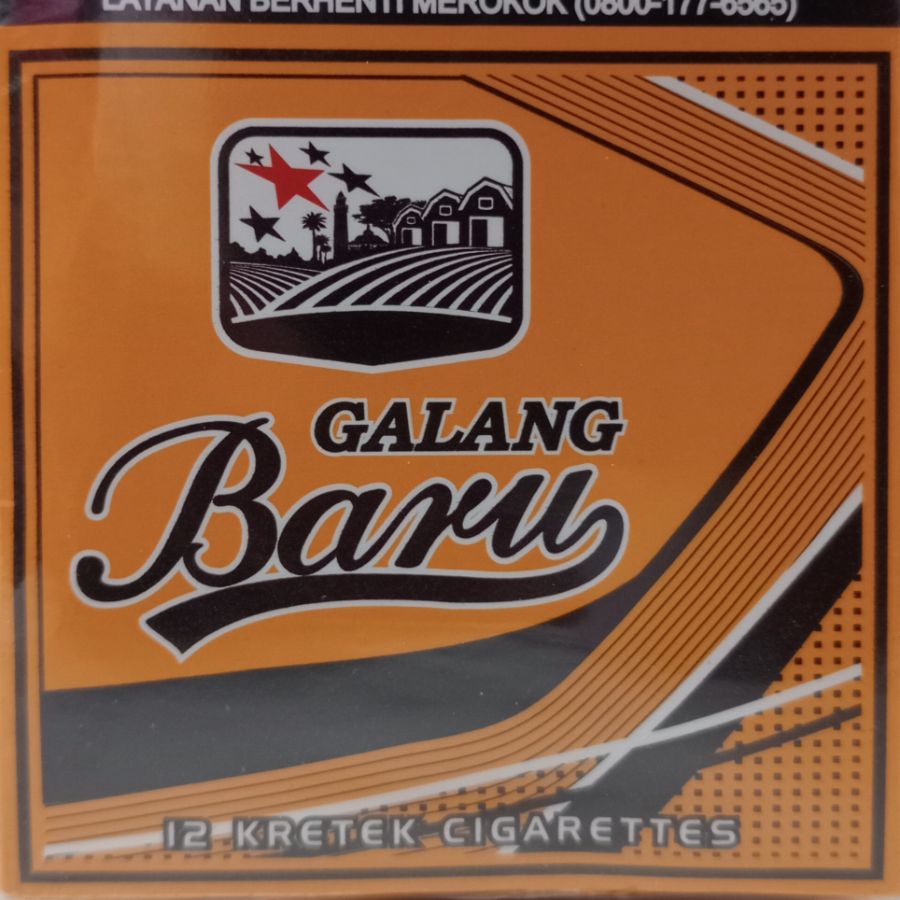 LAYANAN BERHENTI MEROKOK (0800-177-6565)
GALANG
Baru
12 KRETEK CIGARETTES